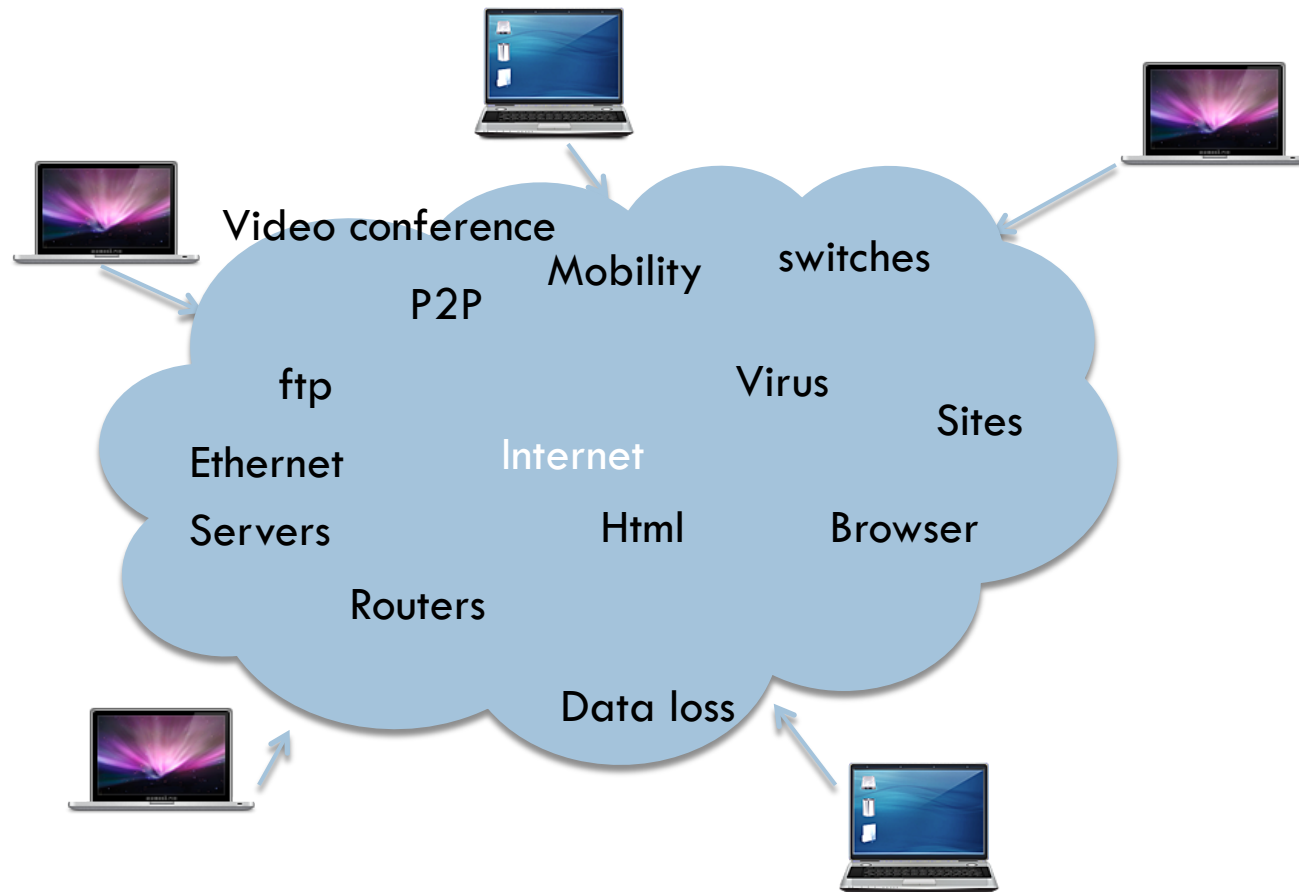 Video conference
Mobility
switches
P2P
ftp
Virus
Sites
Ethernet
Internet
Servers
Html
Browser
Routers
Data loss